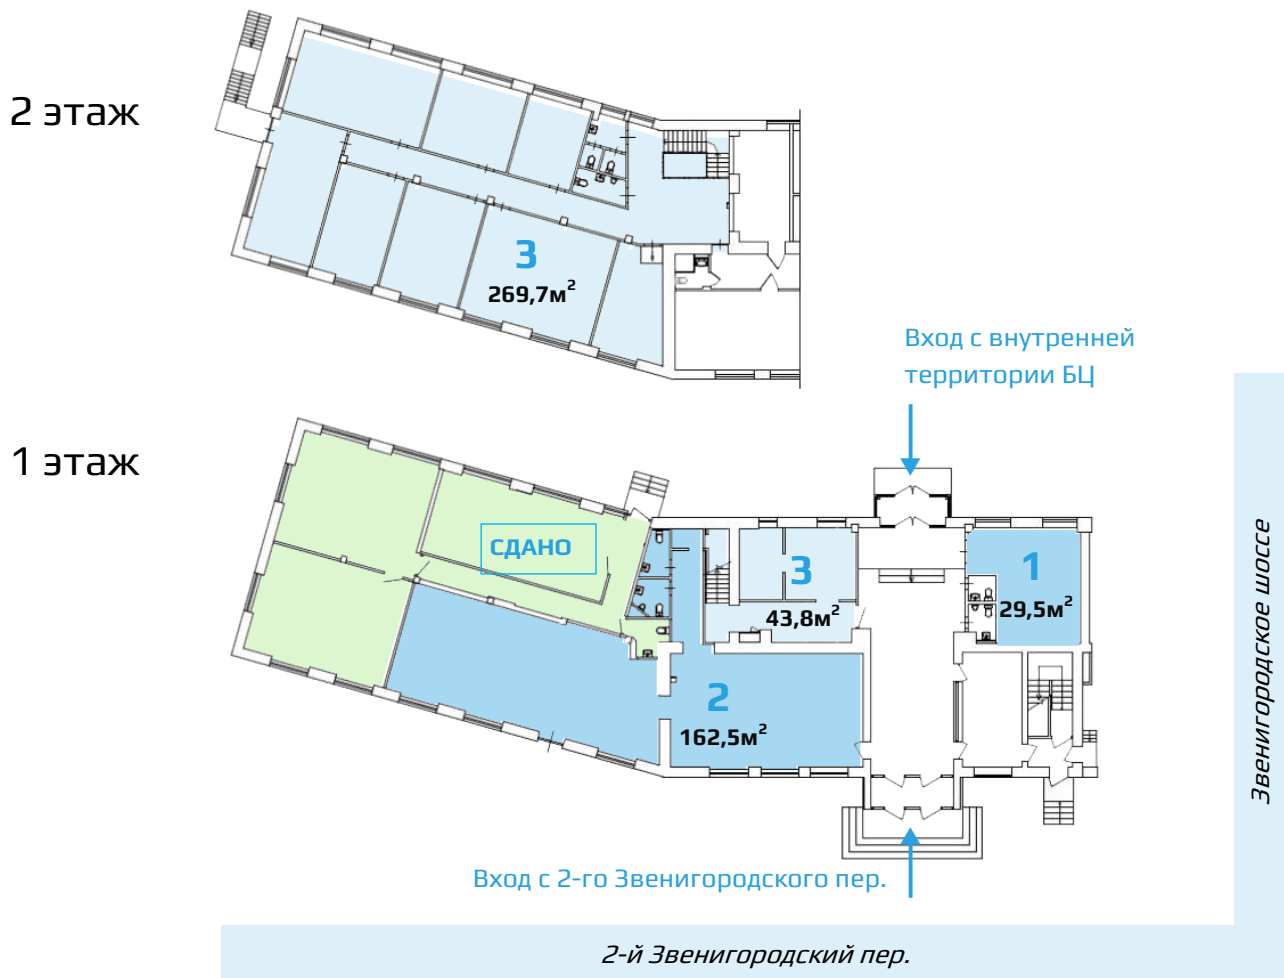 2 этаж
3
269,7м²
Вход с внутренней
территории БЦ
1 этаж
СДАНО
3
43,8м²
1
29,5м²
2
162,5м²
Звенигородское шоссе
Вход с 2-го Звенигородского пер.
2-й Звенигородский пер.